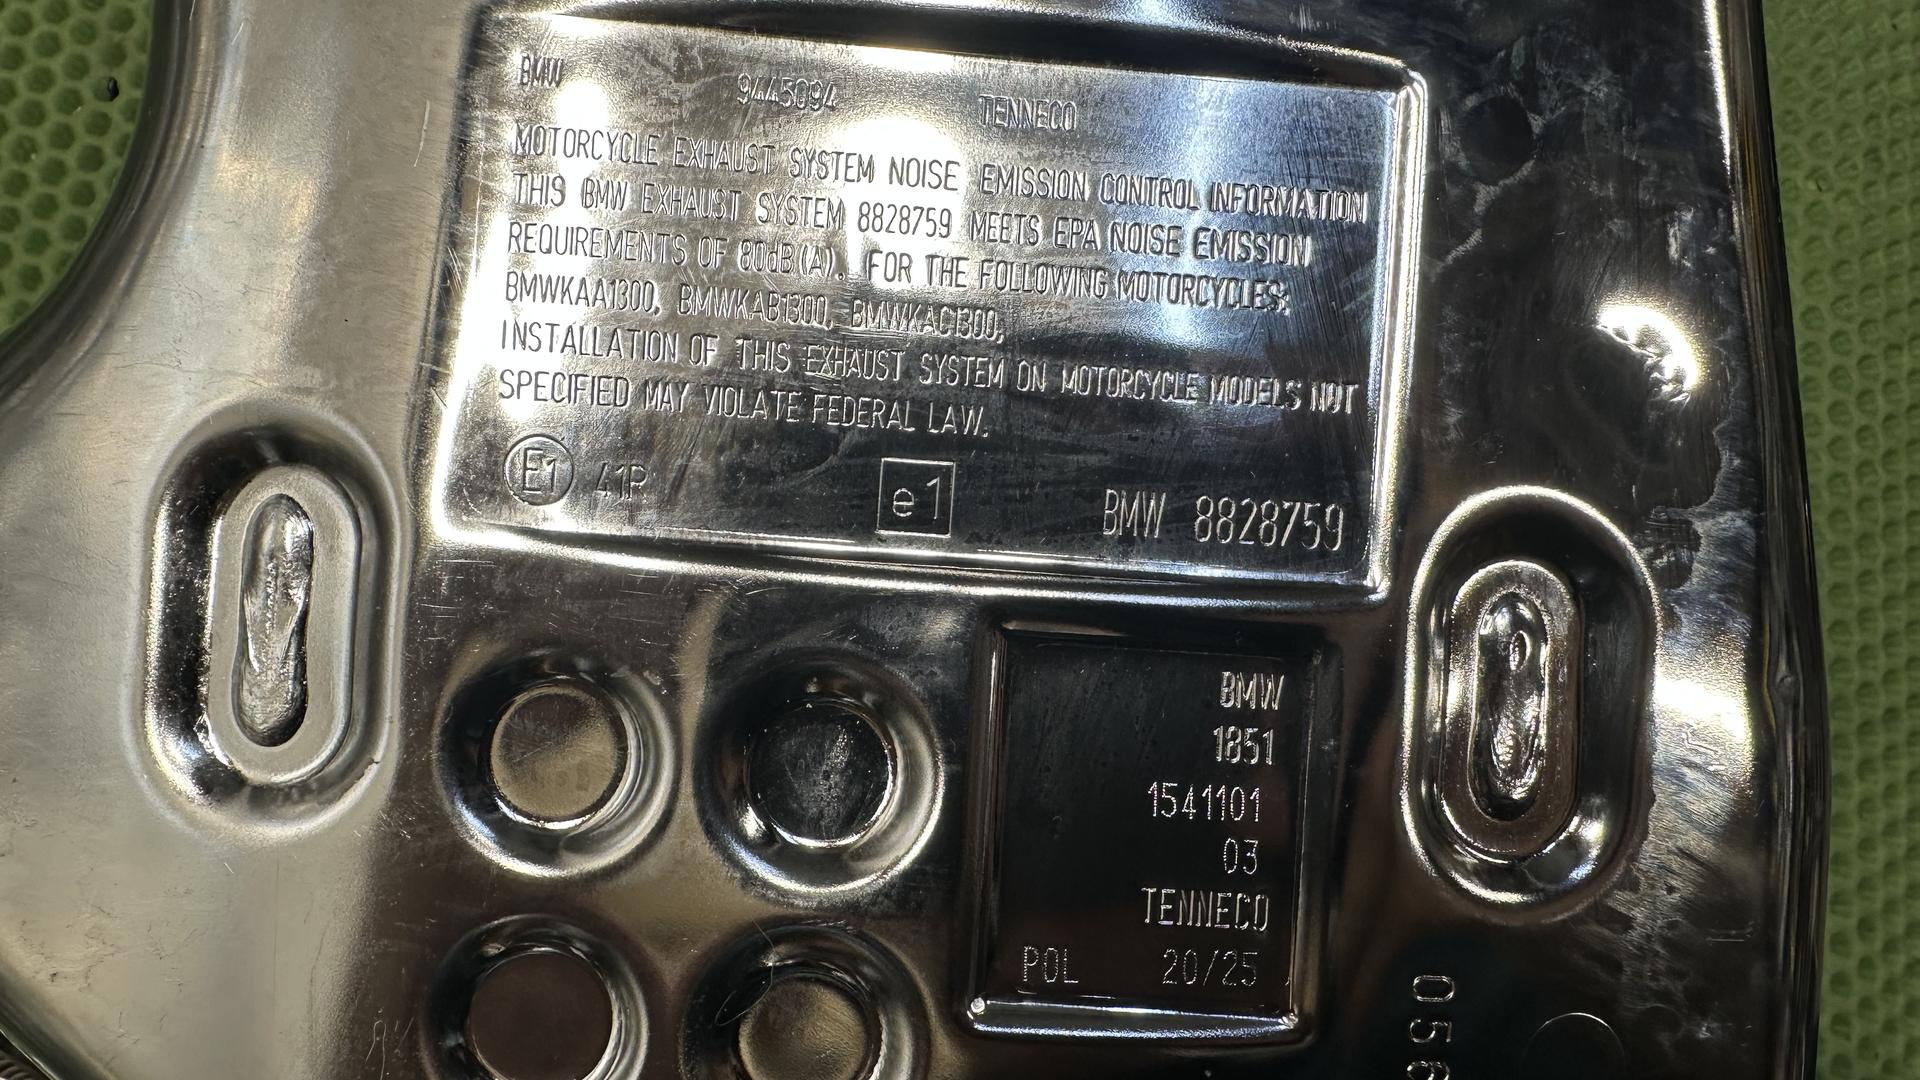 BMW 9445094 TENNECO
MOTORCYCLE EXHAUST SYSTEM NOISE EMISSION CONTROL INFORMATION
THIS BMW EXHAUST SYSTEM 8828759 MEETS EPA NOISE EMISSION
REQUIREMENTS OF 80dB(A). FOR THE FOLLOWING MOTORCYCLES;
BMWKAA1300, BMWKAB1300, BMWKAC1300,
INSTALLATION OF THIS EXHAUST SYSTEM ON MOTORCYCLE MODELS NOT
SPECIFIED MAY VIOLATE FEDERAL LAW.
E1 41R e1 BMW 8828759
BMW
1851
1541101
03
TENNECO
POL 20/25